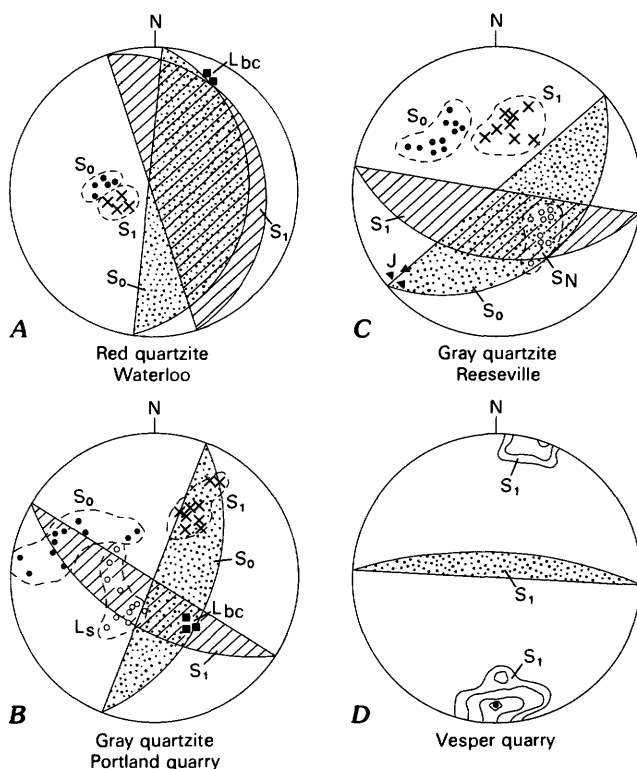 N
Lbc
S₀
S₁
S₁
S₀
A
Red quartzite
Waterloo
N
S₀
S₁
S₁
J
S_N
S₀
C
Gray quartzite
Reeseville
N
S₀
S₁
S₀
Lbc
Ls
S₁
B
Gray quartzite
Portland quarry
N
S₁
S₁
S₁
D
Vesper quarry